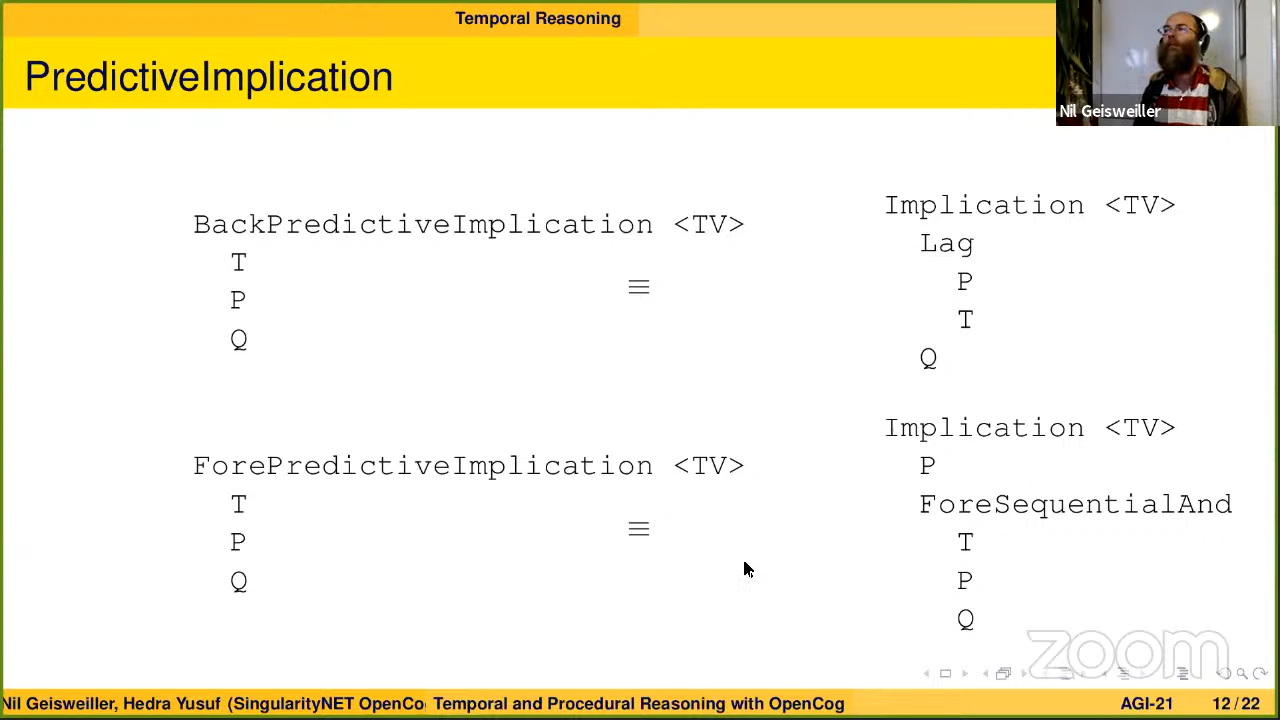 Temporal Reasoning
PredictiveImplication
Nil Geisweiller
BackPredictiveImplication <TV>
T
P
Q
≡
Implication <TV>
Lag
P
T
Q
ForePredictiveImplication <TV>
T
P
Q
≡
Implication <TV>
P
ForeSequentialAnd
T
P
Q
zoom
Nil Geisweiller, Hedra Yusuf (SingularityNET OpenCo Temporal and Procedural Reasoning with OpenCog AGI-21 12 / 22